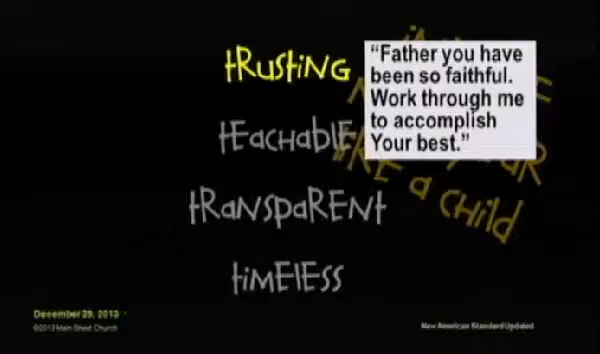 tRustiNG
tEacHablE
tRaNspaRENt
tiMElEss
“Father you have
been so faithful.
Work through me
to accomplish
Your best.”
a CHild
December 29, 2013
©2013 Main Street Church
New American Standard Updated